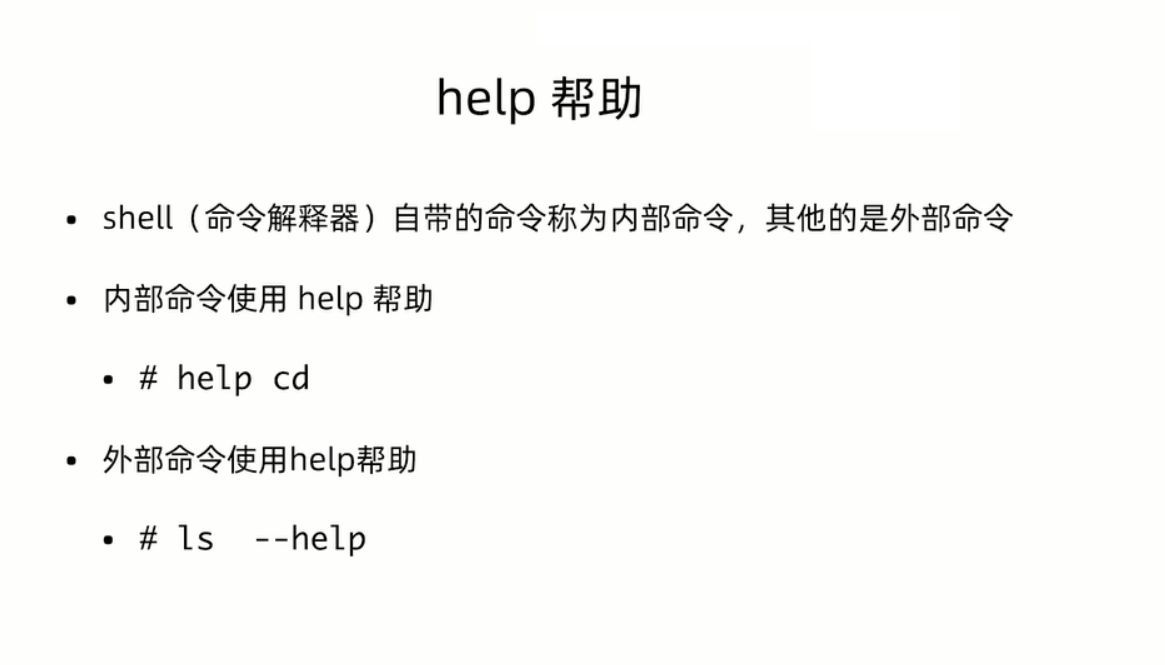 help 帮助
• shell（命令解释器）自带的命令称为内部命令，其他的是外部命令
• 内部命令使用 help 帮助
• # help cd
• 外部命令使用help帮助
• # ls  --help